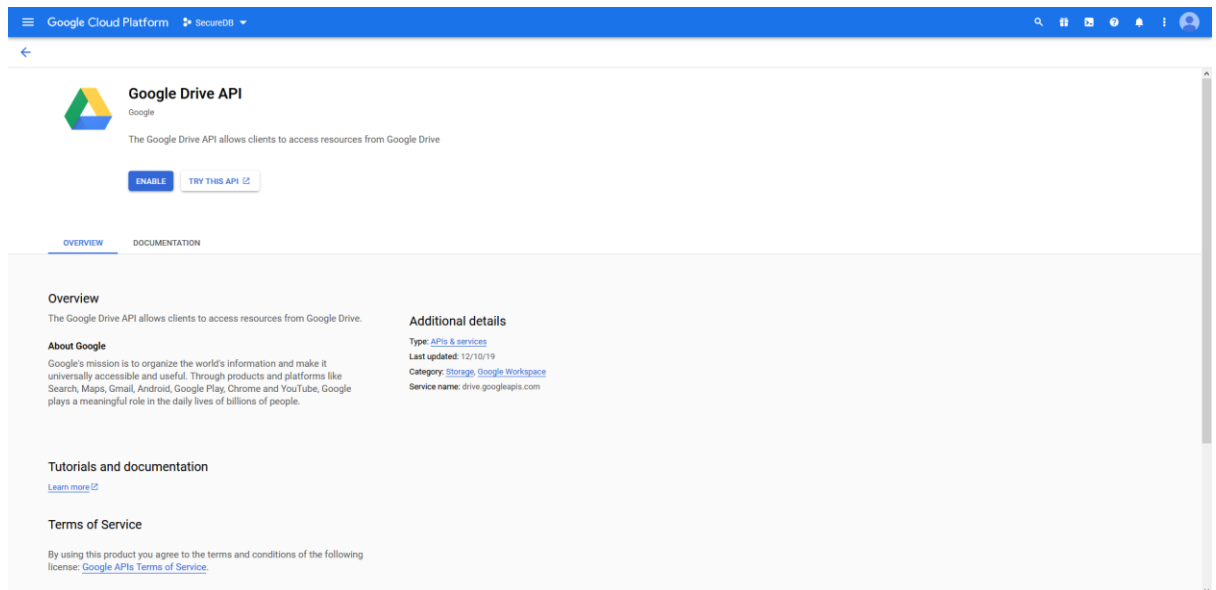 Google Cloud Platform SecureDB
Google Drive API
Google
The Google Drive API allows clients to access resources from Google Drive
ENABLE TRY THIS API
OVERVIEW DOCUMENTATION
Overview
The Google Drive API allows clients to access resources from Google Drive.
About Google
Google's mission is to organize the world's information and make it
universally accessible and useful. Through products and platforms like
Search, Maps, Gmail, Android, Google Play, Chrome and YouTube, Google
plays a meaningful role in the daily lives of billions of people.
Additional details
Type: APIs & services
Last updated: 12/10/19
Category: Storage, Google Workspace
Service name: drive.googleapis.com
Tutorials and documentation
Learn more
Terms of Service
By using this product you agree to the terms and conditions of the following
license: Google APIs Terms of Service.